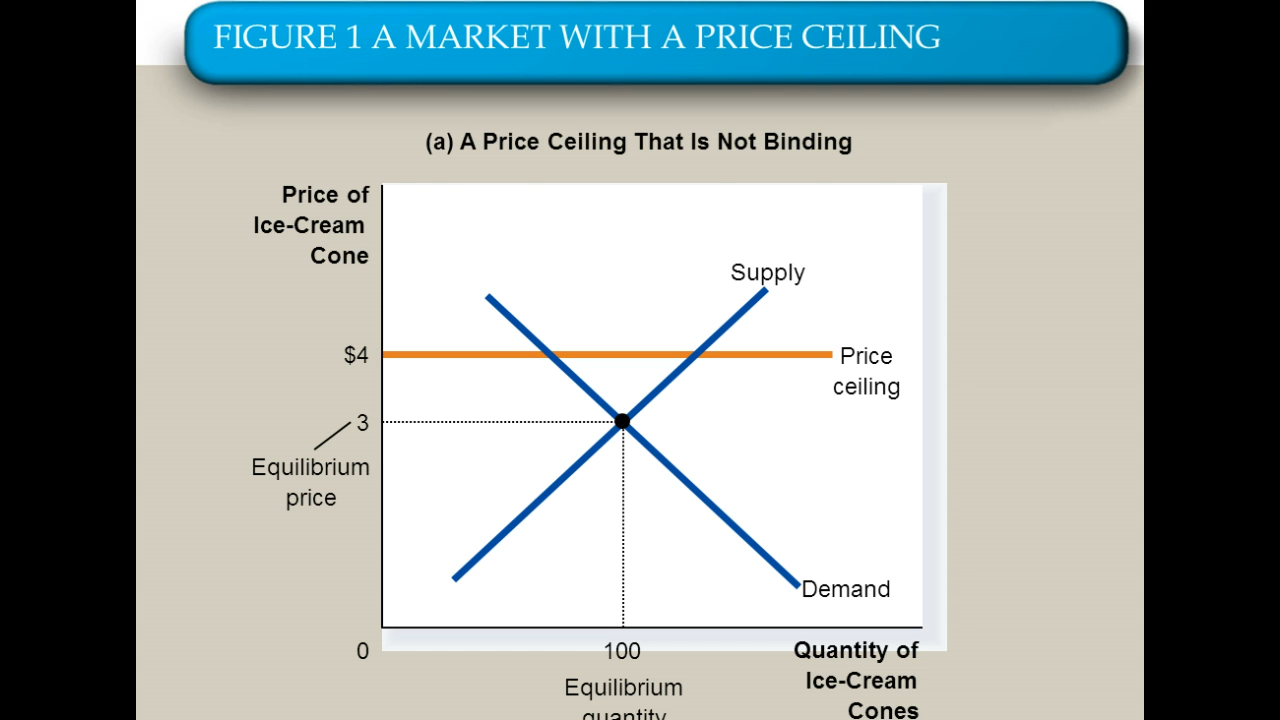 FIGURE 1 A MARKET WITH A PRICE CEILING
(a) A Price Ceiling That Is Not Binding
Price of
Ice-Cream
Cone
Supply
$4
Price
ceiling
3
Equilibrium
price
Demand
0
100
Quantity of
Ice-Cream
Cones
Equilibrium
quantity